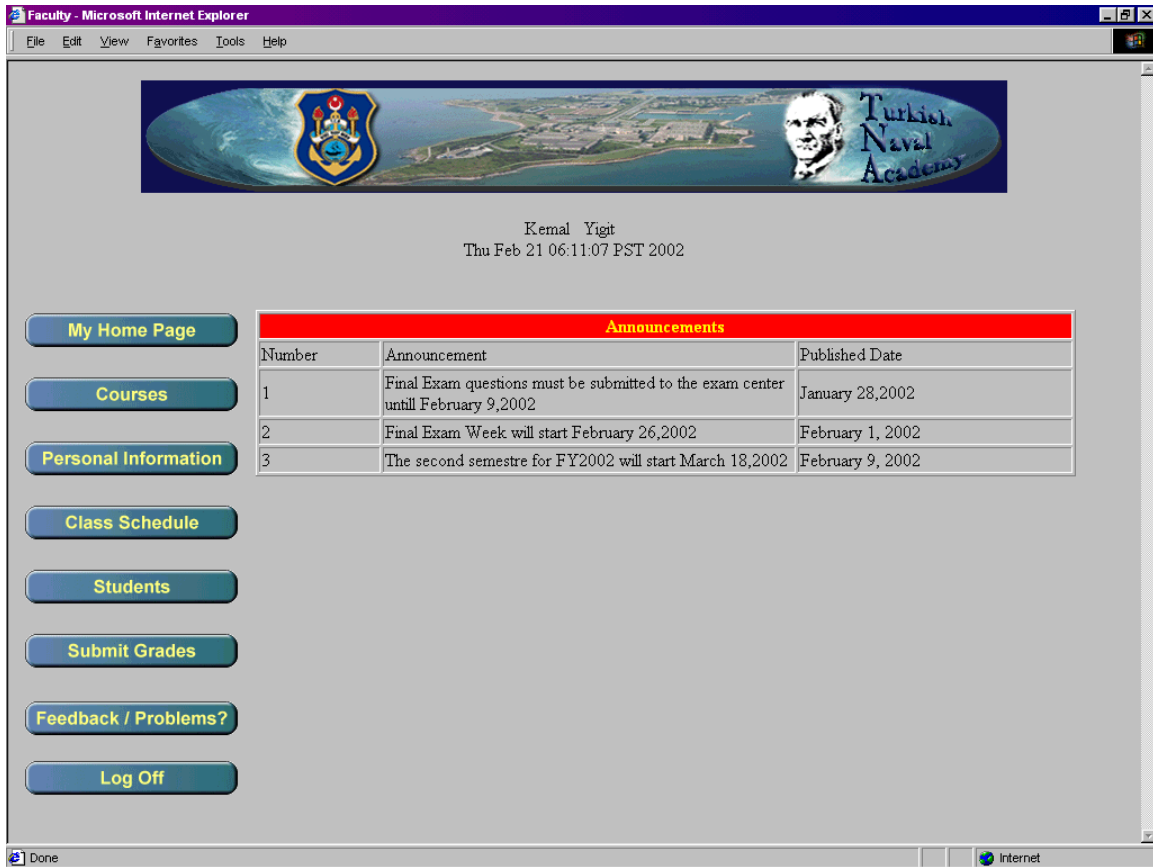 Faculty - Microsoft Internet Explorer
File Edit View Favorites Tools Help
Turkish
Naval
Academy
Kemal Yigit
Thu Feb 21 06:11:07 PST 2002
My Home Page
Courses
Personal Information
Class Schedule
Students
Submit Grades
Feedback / Problems?
Log Off
Announcements
Number Announcement Published Date
1 Final Exam questions must be submitted to the exam center
untill February 9,2002 January 28,2002
2 Final Exam Week will start February 26,2002 February 1, 2002
3 The second semestre for FY2002 will start March 18,2002 February 9, 2002
Done Internet